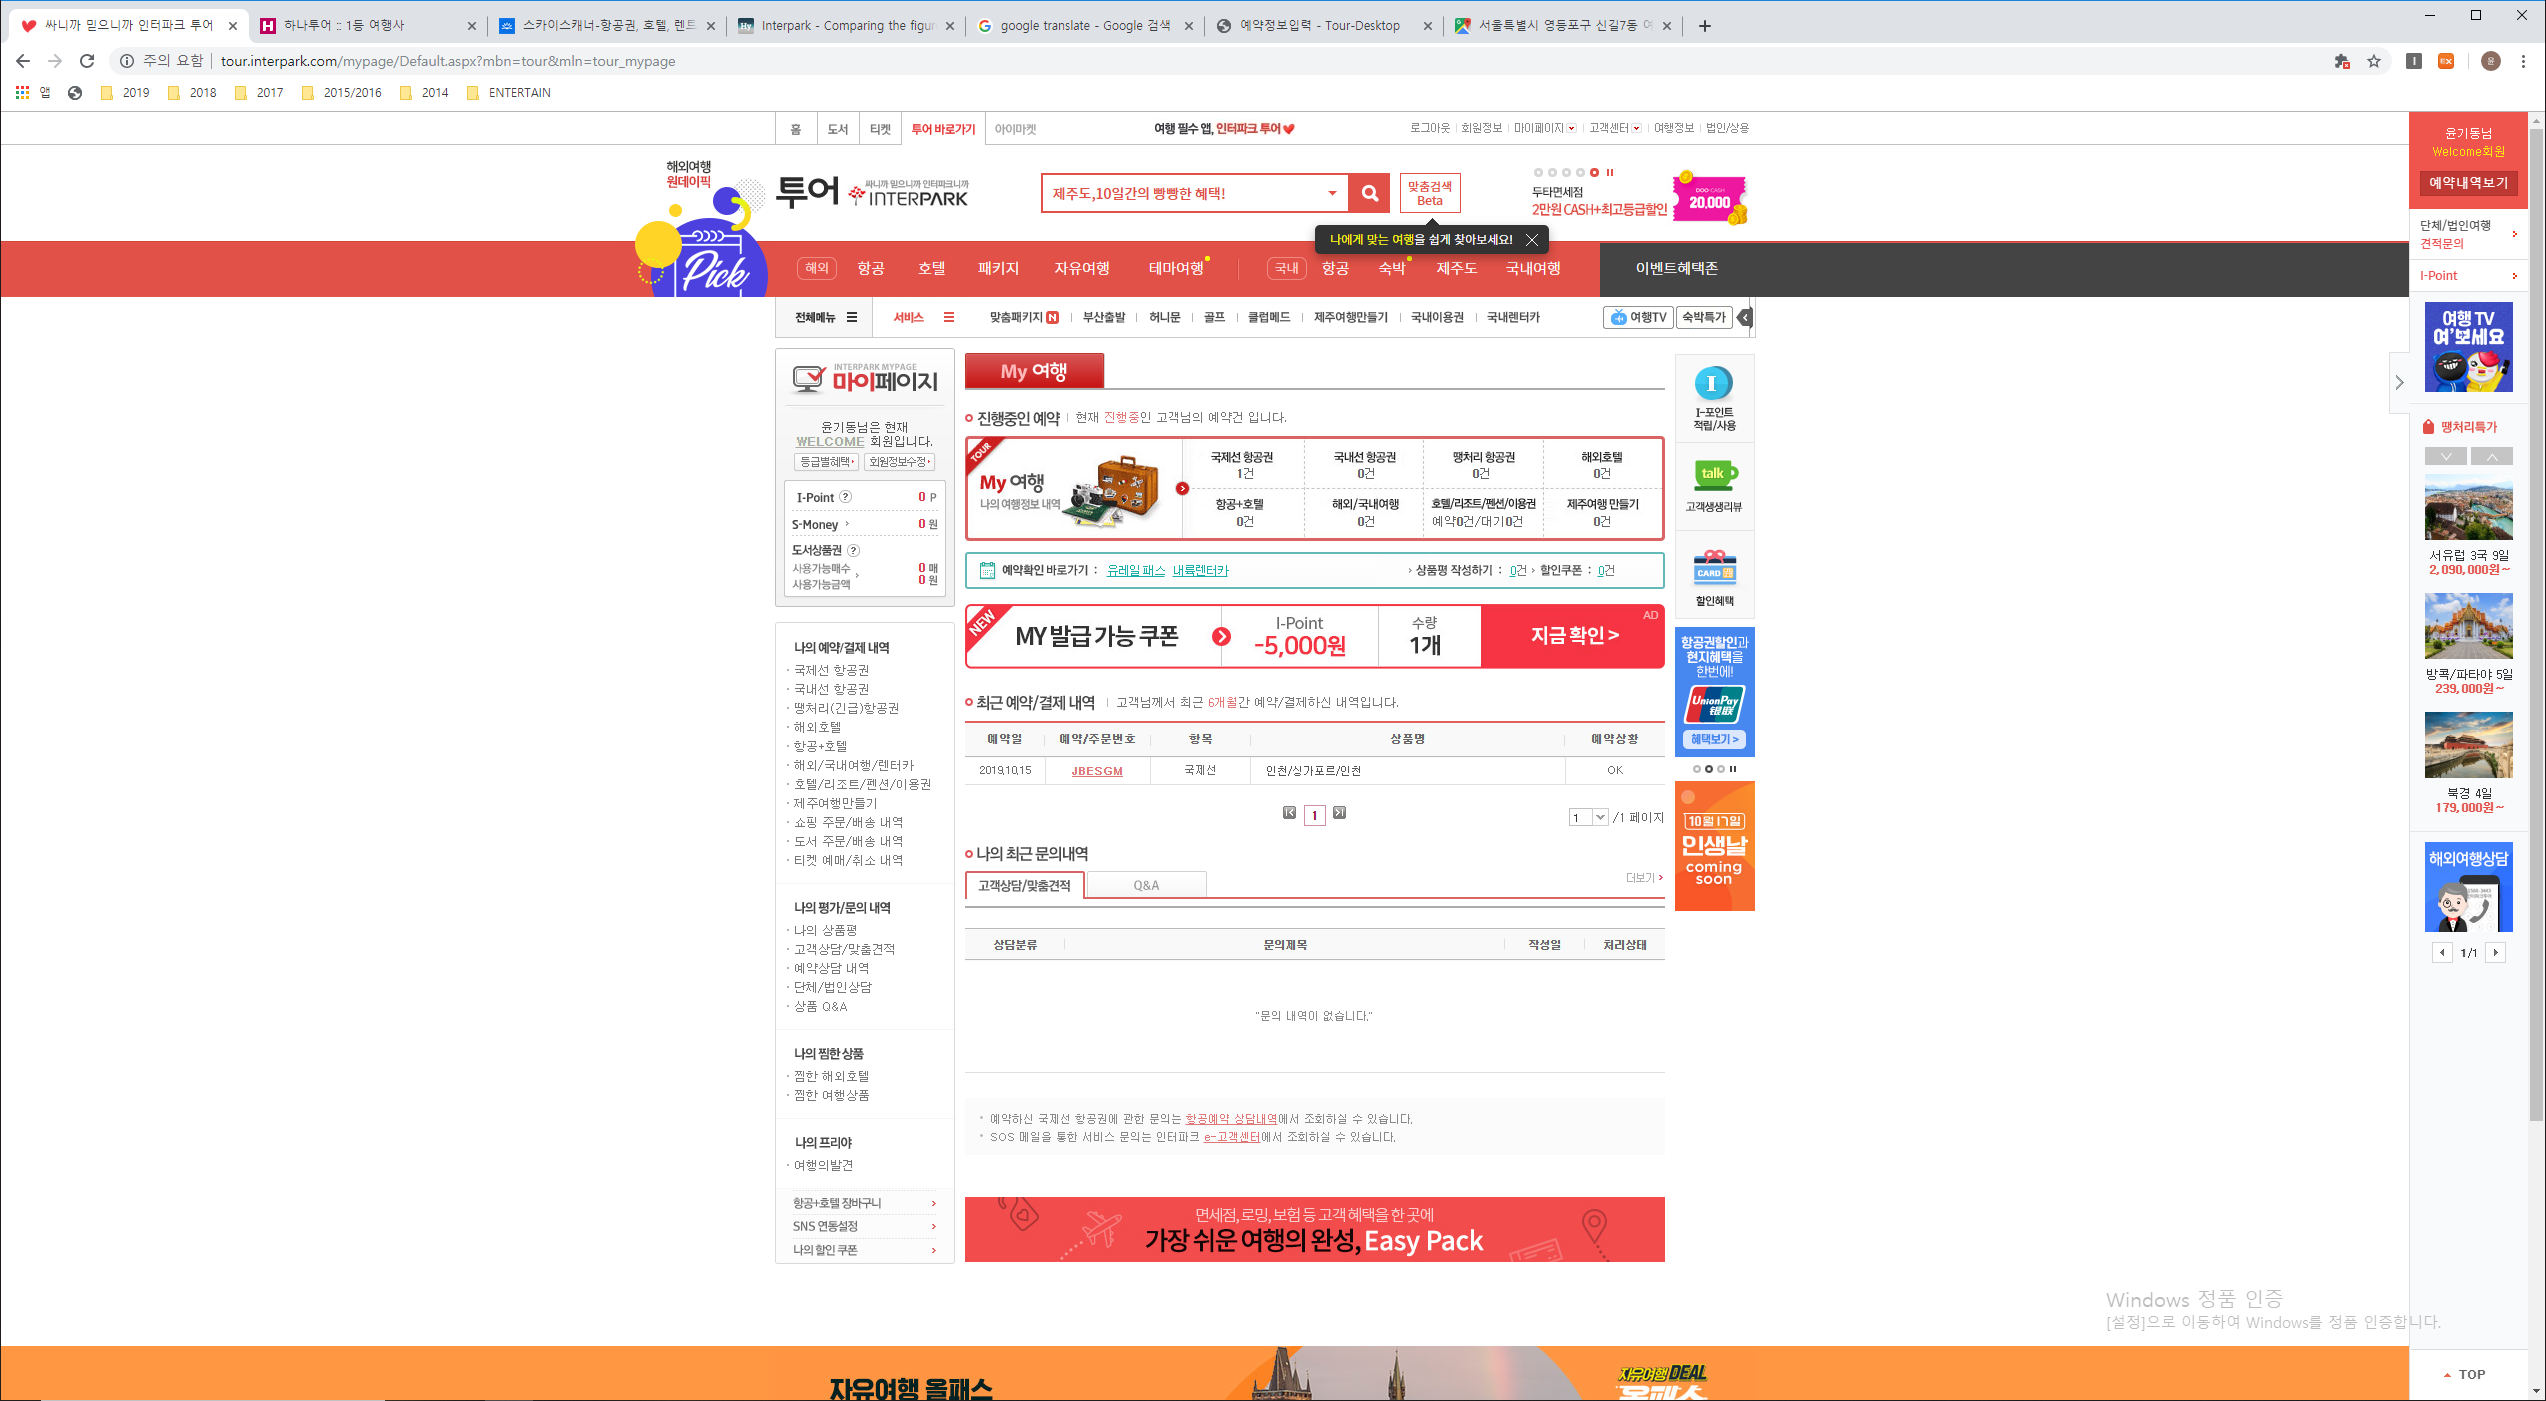 싸니까 믿으니까 인터파크 투어
하나투어 :: 1등 여행사
스카이스캐너-항공권, 호텔, 렌트
Interpark - Comparing the figur
google translate - Google 검색
예약정보입력 - Tour-Desktop
서울특별시 영등포구 신길7동 여
주의 요함 | tour.interpark.com/mypage/Default.aspx?mbn=tour&mln=tour_mypage
앱 2019 2018 2017 2015/2016 2014 ENTERTAIN
홈 도서 티켓 투어 바로가기 아이마켓
여행 필수 앱, 인터파크 투어
로그아웃 회원정보 마이페이지 고객센터 여행정보 법인/상용
해외여행
원데이픽
Pick
투어
싸니까 믿으니까 인터파크니까
INTERPARK
제주도,10일간의 빵빵한 혜택!
맞춤검색
Beta
나에게 맞는 여행을 쉽게 찾아보세요!
두타면세점
2만원 CASH+최고등급할인
DOO-CASH
20,000
해외 항공 호텔 패키지 자유여행 테마여행 국내 항공 숙박 제주도 국내여행 이벤트혜택존
전체메뉴 서비스 맞춤패키지 N 부산출발 허니문 골프 클럽메드 제주여행만들기 국내이용권 국내렌터카 여행TV 숙박특가
INTERPARK MYPAGE
마이페이지
윤기동님은 현재
WELCOME 회원입니다.
등급별혜택 회원정보수정
I-Point ? 0 P
S-Money 0 원
도서상품권 ?
사용가능매수 0 매
사용가능금액 0 원
나의 예약/결제 내역
· 국제선 항공권
· 국내선 항공권
· 땡처리(긴급)항공권
· 해외호텔
· 항공+호텔
· 해외/국내여행/렌터카
· 호텔/리조트/펜션/이용권
· 제주여행만들기
· 쇼핑 주문/배송 내역
· 도서 주문/배송 내역
· 티켓 예매/취소 내역
나의 평가/문의 내역
· 나의 상품평
· 고객상담/맞춤견적
· 예약상담 내역
· 단체/법인상담
· 상품 Q&A
나의 찜한 상품
· 찜한 해외호텔
· 찜한 여행상품
나의 프리야
· 여행의발견
항공+호텔 장바구니
SNS 연동설정
나의 할인 쿠폰
My 여행
진행중인 예약 현재 진행중인 고객님의 예약건 입니다.
TOUR
My 여행
나의 여행정보 내역
국제선 항공권 국내선 항공권 땡처리 항공권 해외호텔
1건 0건 0건 0건
항공+호텔 해외/국내여행 호텔/리조트/펜션/이용권 제주여행 만들기
0건 0건 예약0건/대기0건 0건
예약확인 바로가기 : 유레일 패스 내륙렌터카 상품평 작성하기 : 0건 할인쿠폰 : 0건
NEW
MY 발급 가능 쿠폰
I-Point
-5,000원
수량
1개
지금 확인 >
AD
최근 예약/결제 내역 고객님께서 최근 6개월간 예약/결제하신 내역입니다.
예약일 예약/주문번호 항목 상품명 예약상황
2019.10.15 JBESGM 국제선 인천/싱가포르/인천 OK
1
1 /1 페이지
나의 최근 문의내역
고객상담/맞춤견적 Q&A 더보기
상담분류 문의제목 작성일 처리상태
"문의 내역이 없습니다."
예약하신 국제선 항공권에 관한 문의는 항공예약 상담내역에서 조회하실 수 있습니다.
SOS 메일을 통한 서비스 문의는 인터파크 e-고객센터에서 조회하실 수 있습니다.
면세점, 로밍, 보험 등 고객 혜택을 한 곳에
가장 쉬운 여행의 완성, Easy Pack
I-포인트
적립/사용
talk
고객생생리뷰
CARD
할인혜택
항공권할인과
현지혜택을
한번에!
UnionPay
银联
혜택보기 >
10월 17일
인생날
coming
soon
윤기동님
Welcome회원
예약내역보기
단체/법인여행
견적문의
I-Point
여행 TV
여'보세요
땡처리특가
서유럽 3국 9일
2,090,000원~
방콕/파타야 5일
239,000원~
북경 4일
179,000원~
해외여행상담
1/1
Windows 정품 인증
[설정]으로 이동하여 Windows를 정품 인증합니다.
자유여행 올패스
자유여행DEAL
올패스
TOP